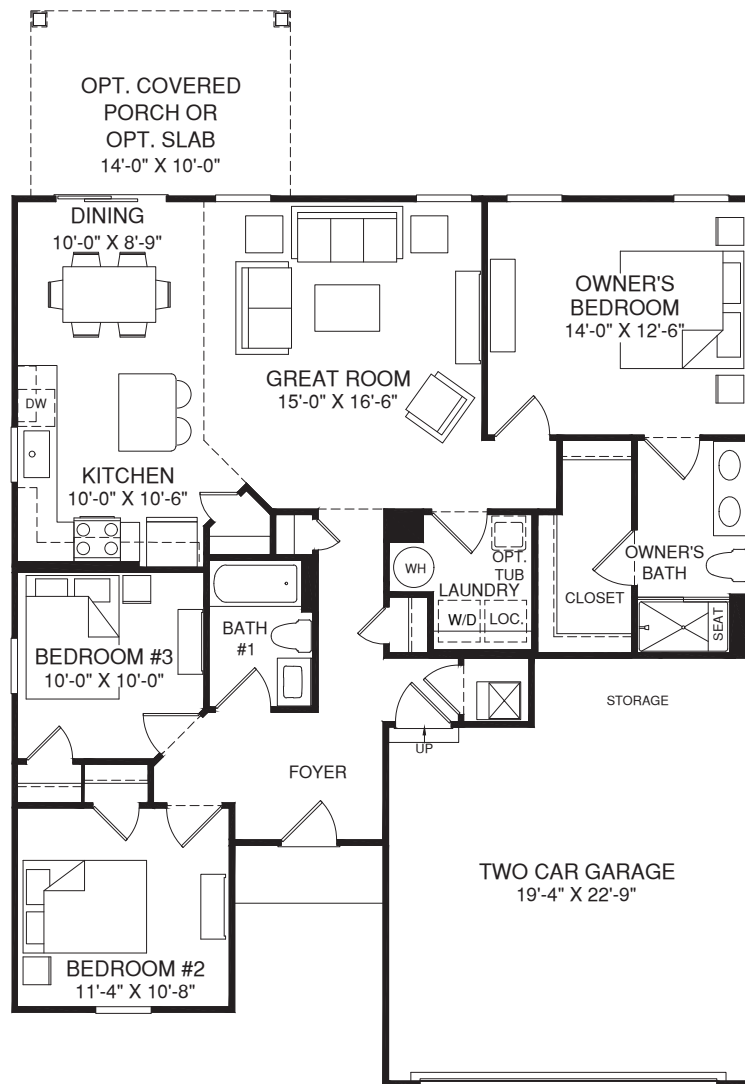 OPT. COVERED
PORCH OR
OPT. SLAB
14'-0" X 10'-0"
DINING
10'-0" X 8'-9"
OWNER'S
BEDROOM
14'-0" X 12'-6"
GREAT ROOM
15'-0" X 16'-6"
DW
KITCHEN
10'-0" X 10'-6"
OPT.
TUB
WH
LAUNDRY
W/D
LOC.
CLOSET
OWNER'S
BATH
SEAT
BATH
#1
BEDROOM #3
10'-0" X 10'-0"
STORAGE
UP
FOYER
TWO CAR GARAGE
19'-4" X 22'-9"
BEDROOM #2
11'-4" X 10'-8"